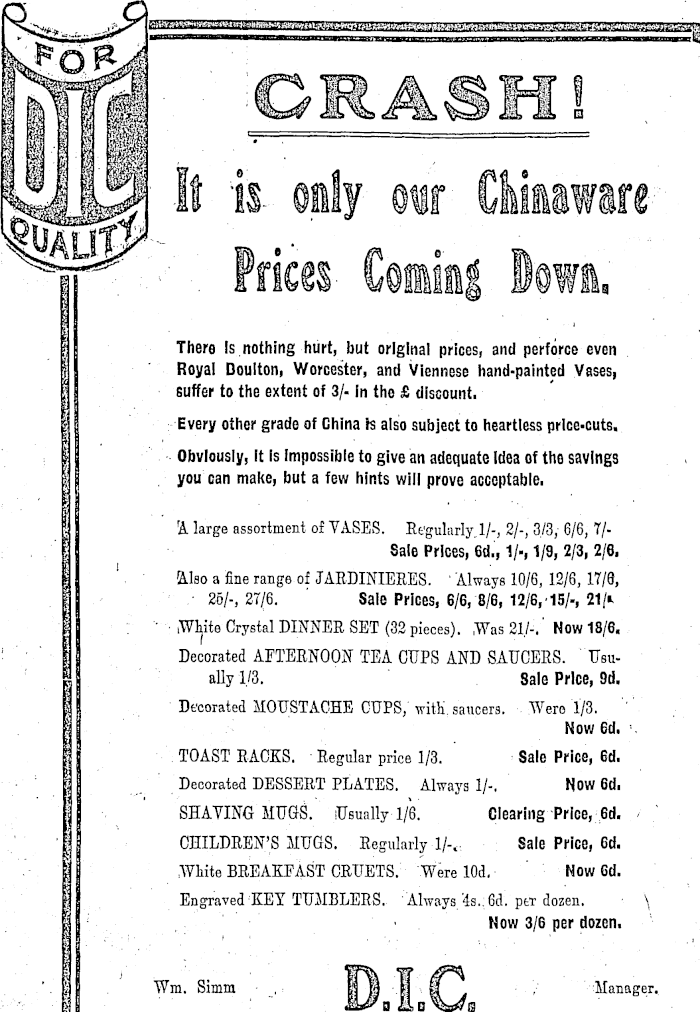 FOR
DIC
QUALITY
CRASH!
It is only our Chinaware
Prices Coming Down.
There is nothing hurt, but original prices, and perforce even
Royal Doulton, Worcester, and Viennese hand-painted Vases,
suffer to the extent of 3/- in the £ discount.
Every other grade of China is also subject to heartless price-cuts.
Obviously, it is impossible to give an adequate idea of the savings
you can make, but a few hints will prove acceptable.
A large assortment of VASES. Regularly 1/-, 2/-, 3/3, 6/6, 7/-
Sale Prices, 6d., 1/-, 1/9, 2/3, 2/6.
Also a fine range of JARDINIERES. Always 10/6, 12/6, 17/6,
25/-, 27/6. Sale Prices, 6/6, 8/6, 12/6, 15/-, 21/-
White Crystal DINNER SET (32 pieces). Was 21/-. Now 18/6.
Decorated AFTERNOON TEA CUPS AND SAUCERS. Usu-
ally 1/3. Sale Price, 9d.
Decorated MOUSTACHE CUPS, with saucers. Were 1/3.
Now 6d.
TOAST RACKS. Regular price 1/3. Sale Price, 6d.
Decorated DESSERT PLATES. Always 1/-. Now 6d.
SHAVING MUGS. Usually 1/6. Clearing Price, 6d.
CHILDREN'S MUGS. Regularly 1/-. Sale Price, 6d.
White BREAKFAST CRUETS. Were 10d. Now 6d.
Engraved KEY TUMBLERS. Always 4s. 6d. per dozen.
Now 3/6 per dozen.
Wm. Simm D.I.C. Manager.